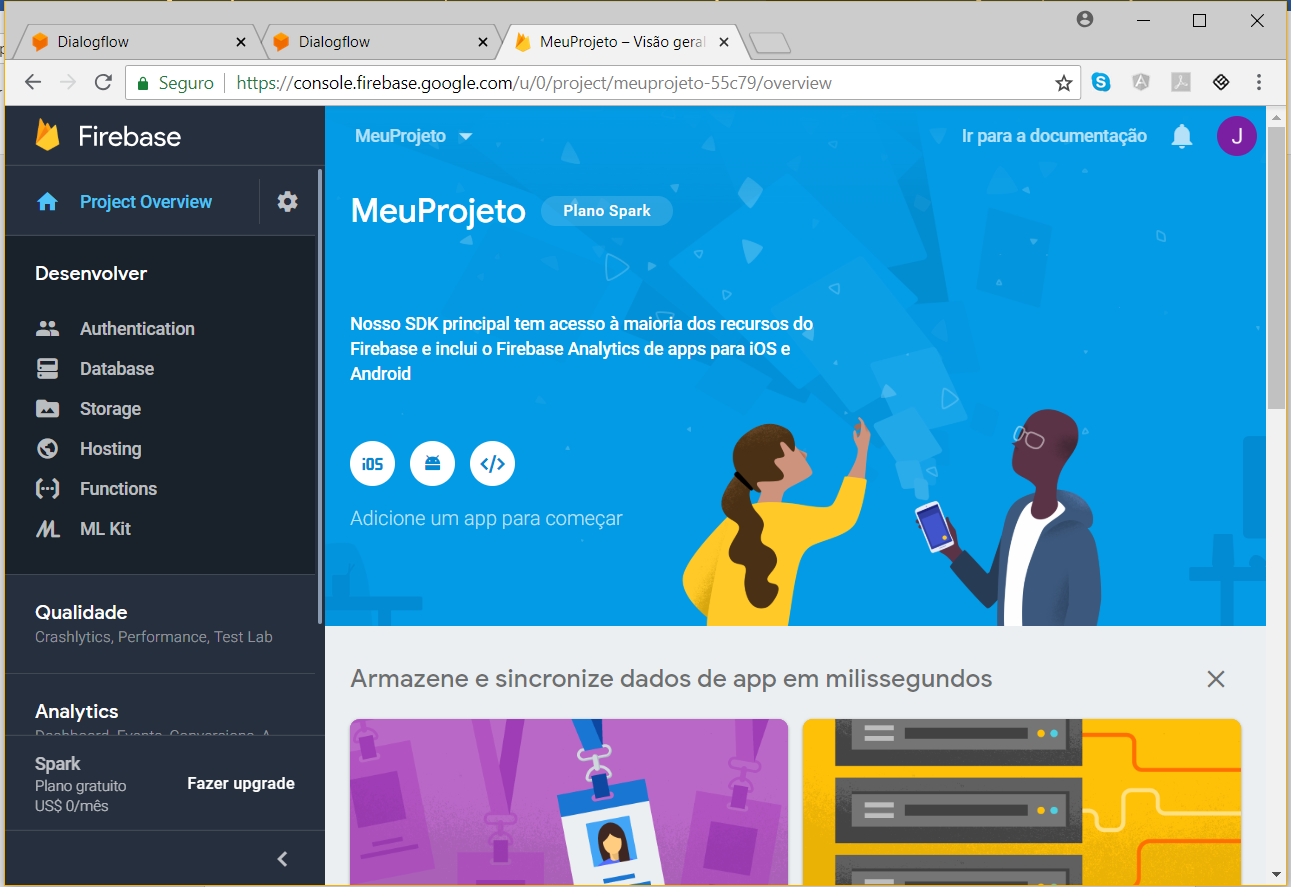 Dialogflow
Dialogflow
MeuProjeto – Visão geral
Seguro
https://console.firebase.google.com/u/0/project/meuprojeto-55c79/overview
Firebase
MeuProjeto
Ir para a documentação
J
Project Overview
MeuProjeto
Plano Spark
Desenvolver
Authentication
Database
Storage
Hosting
Functions
ML Kit
Nosso SDK principal tem acesso à maioria dos recursos do
Firebase e inclui o Firebase Analytics de apps para iOS e
Android
iOS
</>
Adicione um app para começar
Qualidade
Crashlytics, Performance, Test Lab
Analytics
Dashboard, Events, Conversions, A
Spark
Plano gratuito
US$ 0/mês
Fazer upgrade
Armazene e sincronize dados de app em milissegundos